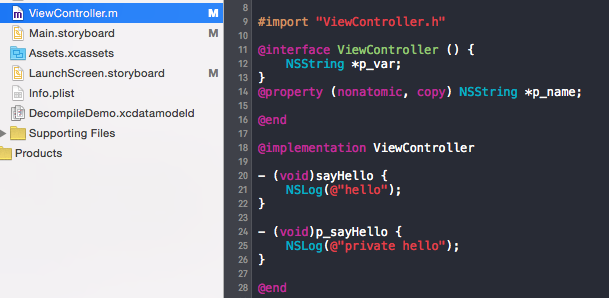 ViewController.m M
Main.storyboard M
Assets.xcassets
LaunchScreen.storyboard M
Info.plist
DecompileDemo.xcdatamodeld
Supporting Files
Products
8
9 #import "ViewController.h"
10
11 @interface ViewController () {
12 NSString *p_var;
13 }
14 @property (nonatomic, copy) NSString *p_name;
15
16 @end
17
18 @implementation ViewController
19
20 - (void)sayHello {
21 NSLog(@"hello");
22 }
23
24 - (void)p_sayHello {
25 NSLog(@"private hello");
26 }
27
28 @end